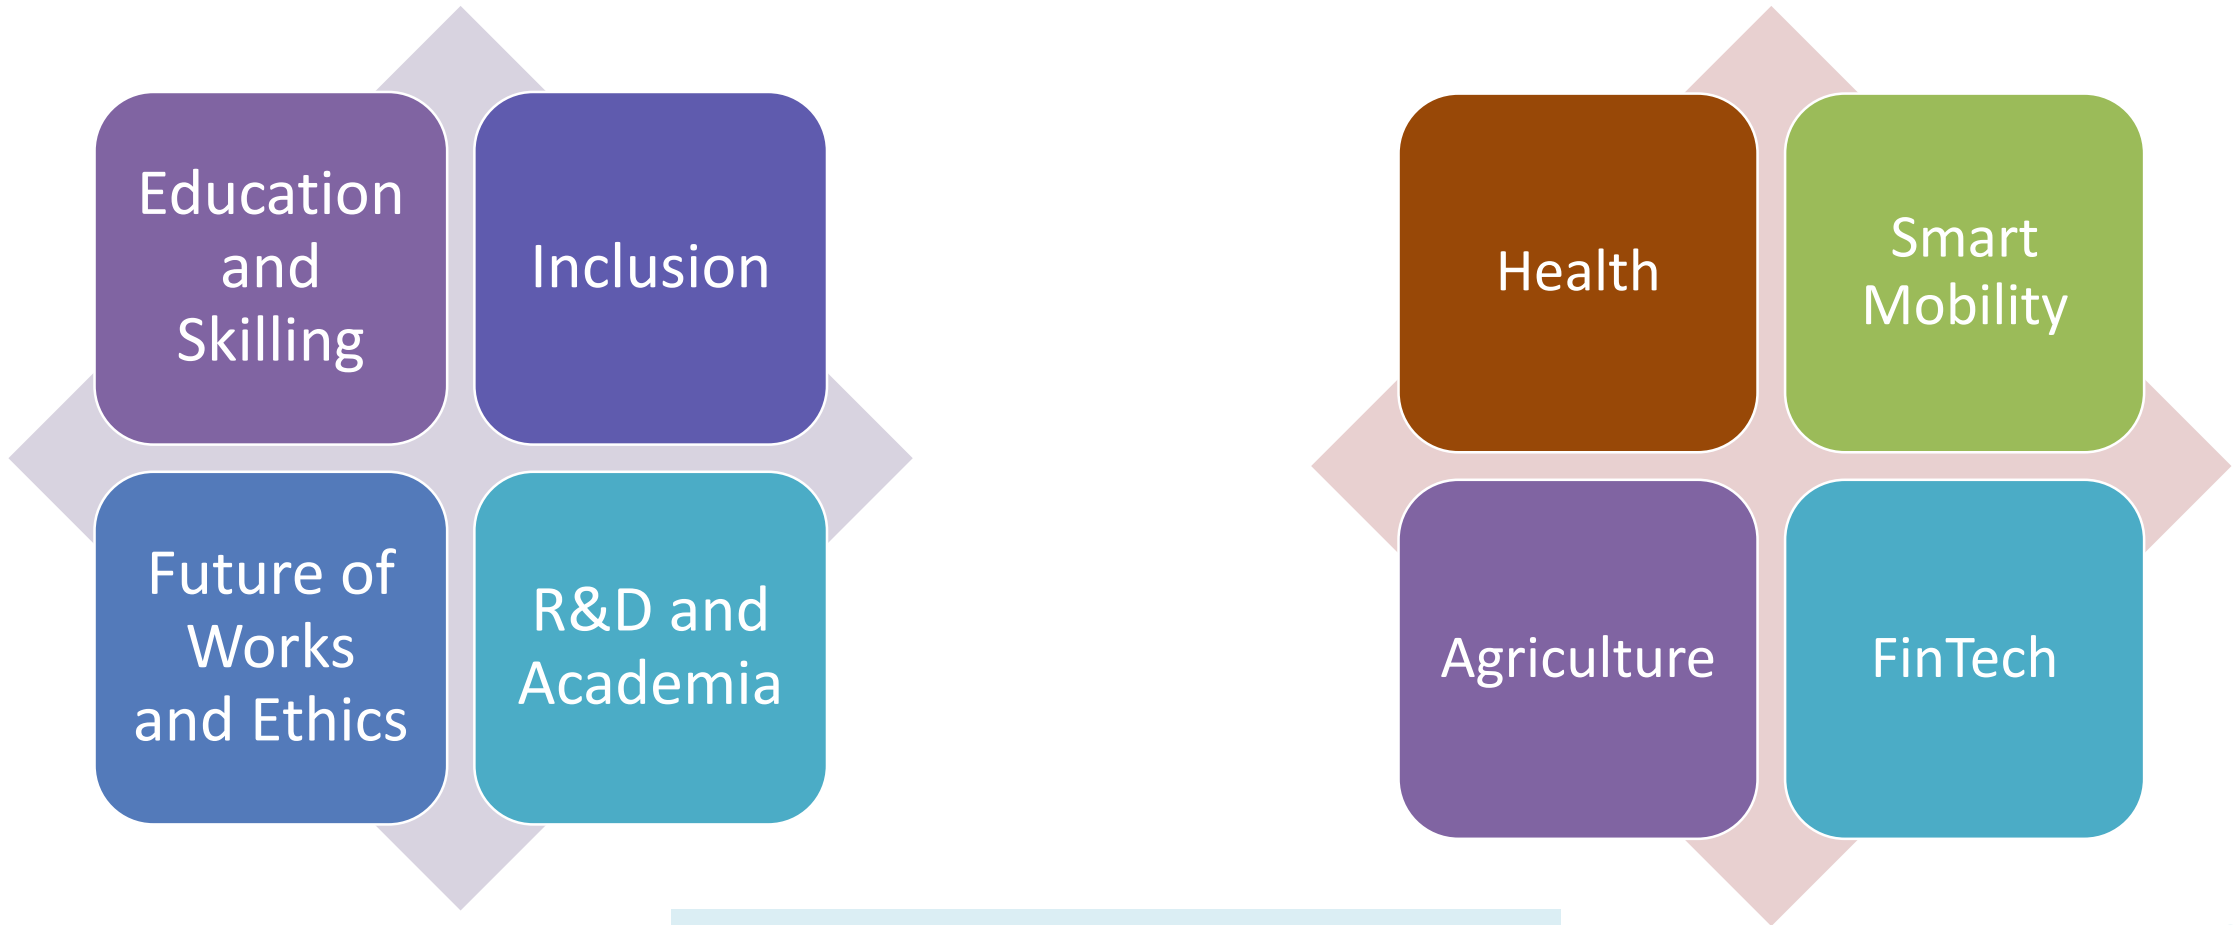 Education
and
Skilling
Inclusion
Future of
Works
and Ethics
R&D and
Academia
Health
Smart
Mobility
Agriculture
FinTech